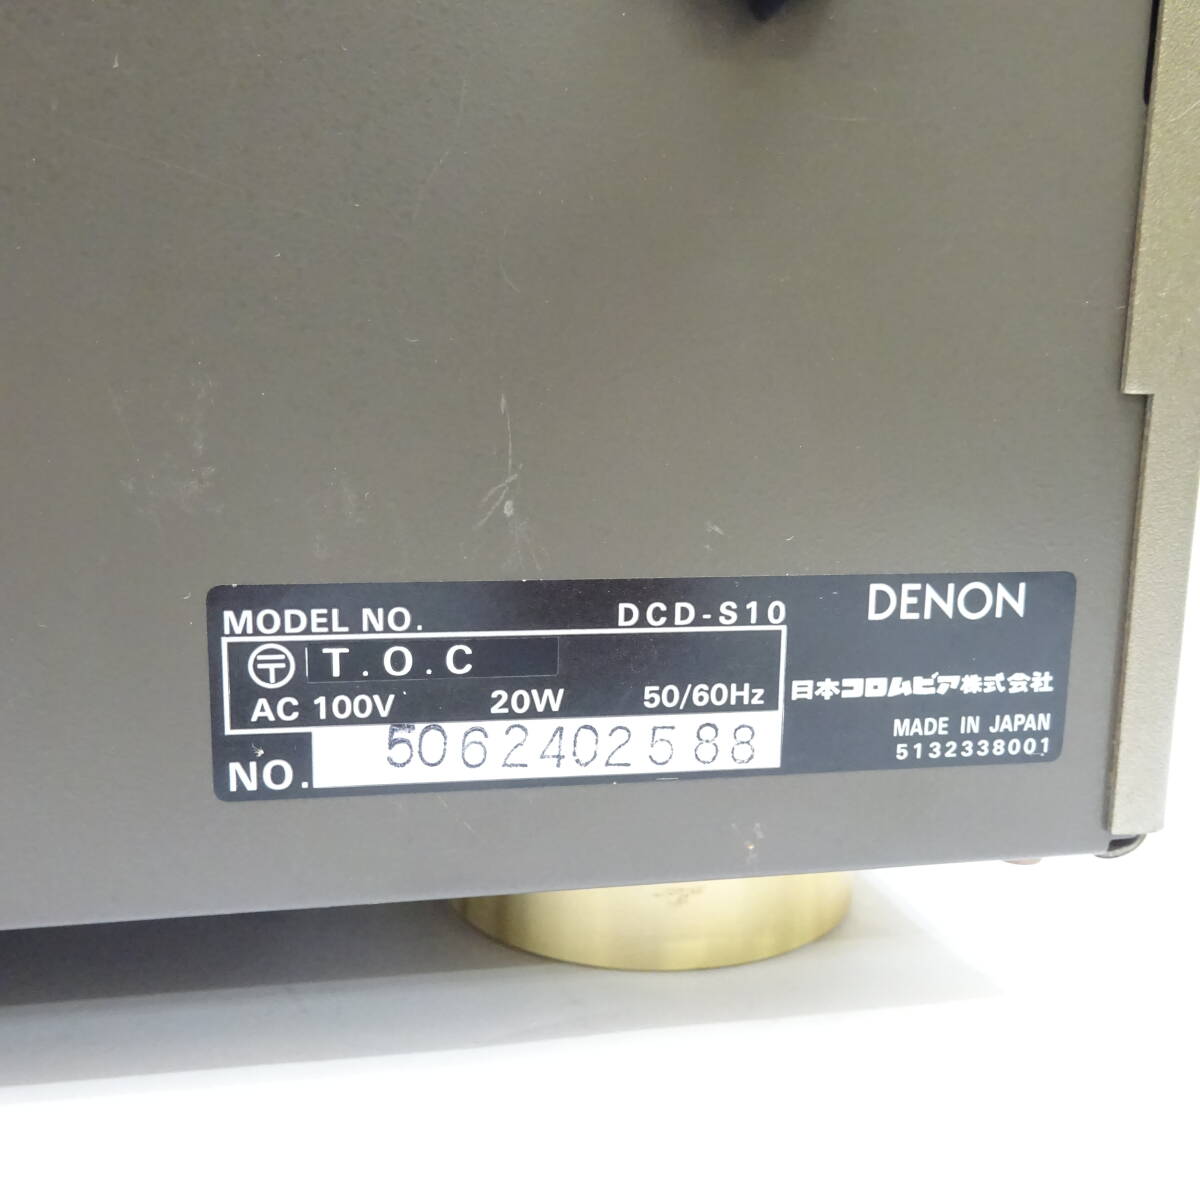 MODEL NO. DCD-S10
DENON
〒 T.O.C
AC 100V 20W 50/60Hz
日本コロムビア株式会社
MADE IN JAPAN
NO. 5062402588
5132338001